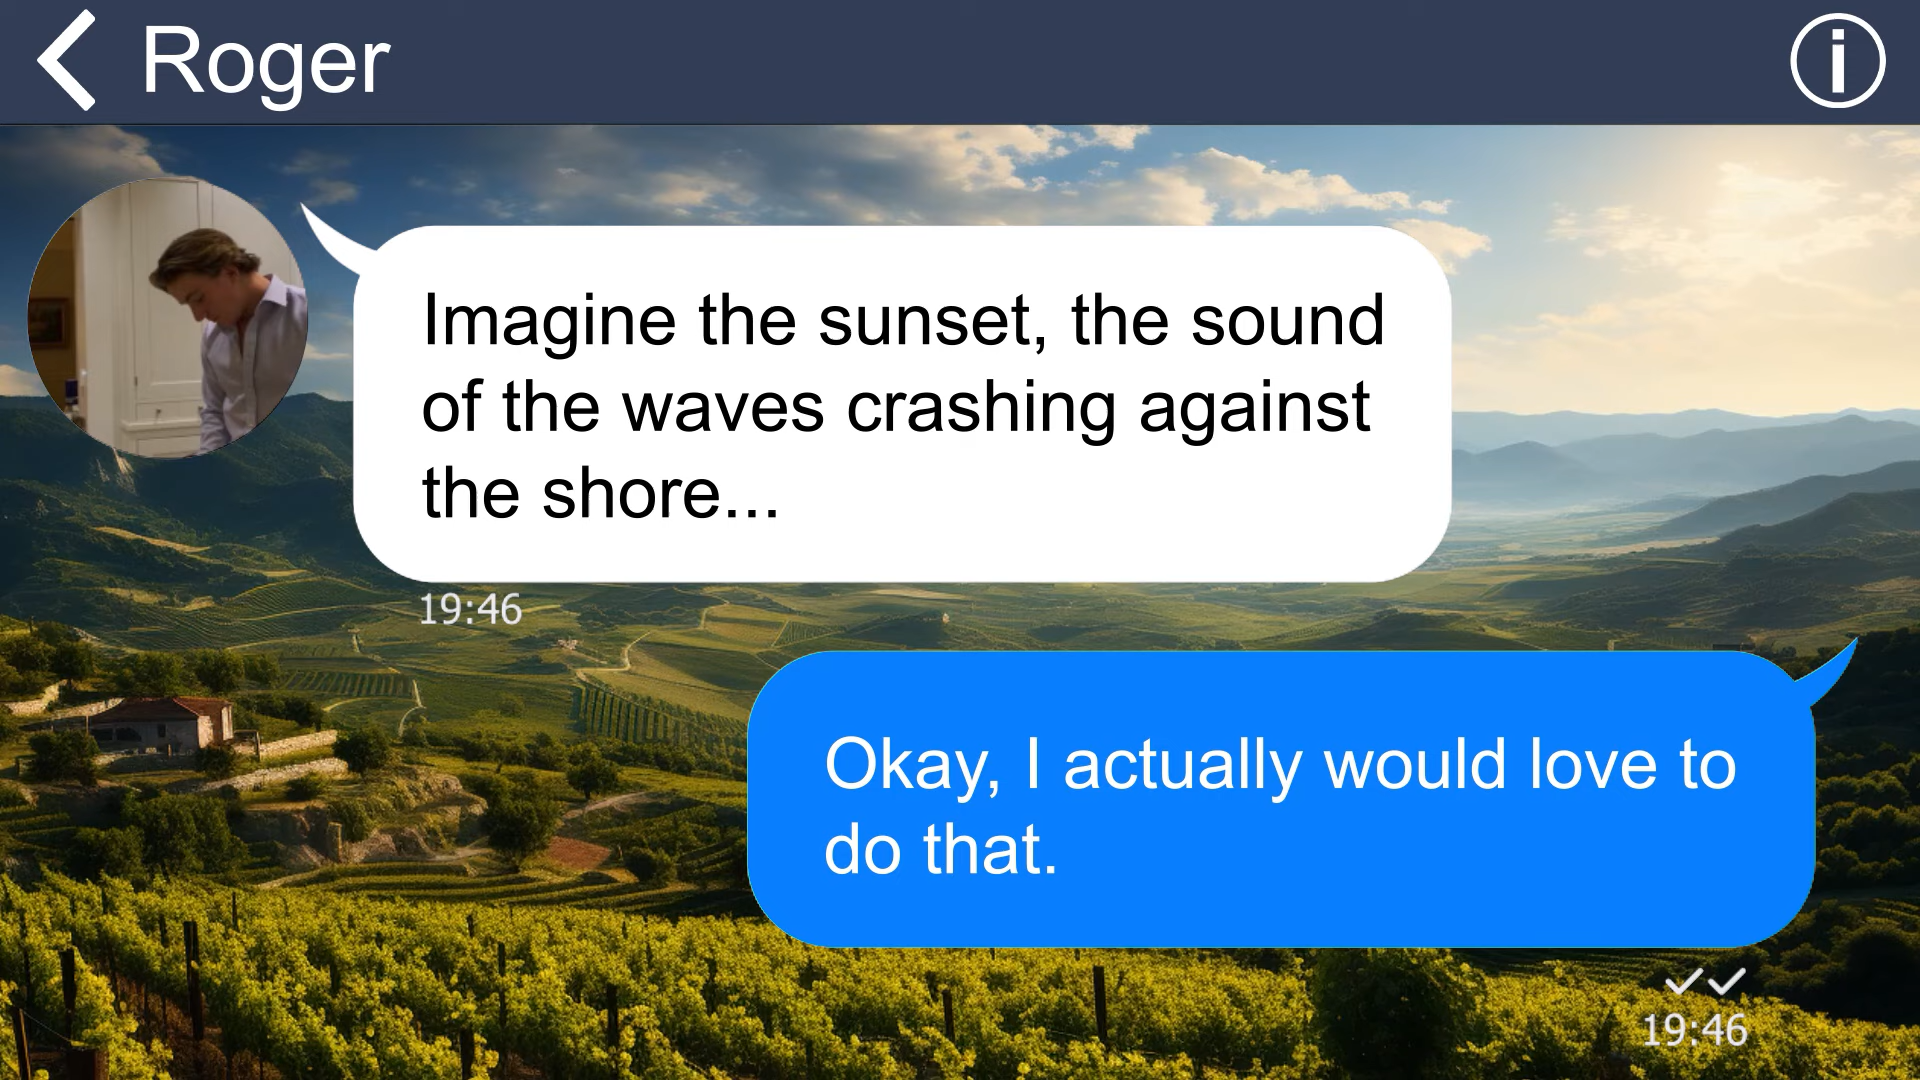 Roger
Imagine the sunset, the sound
of the waves crashing against
the shore...
19:46
Okay, I actually would love to
do that.
19:46